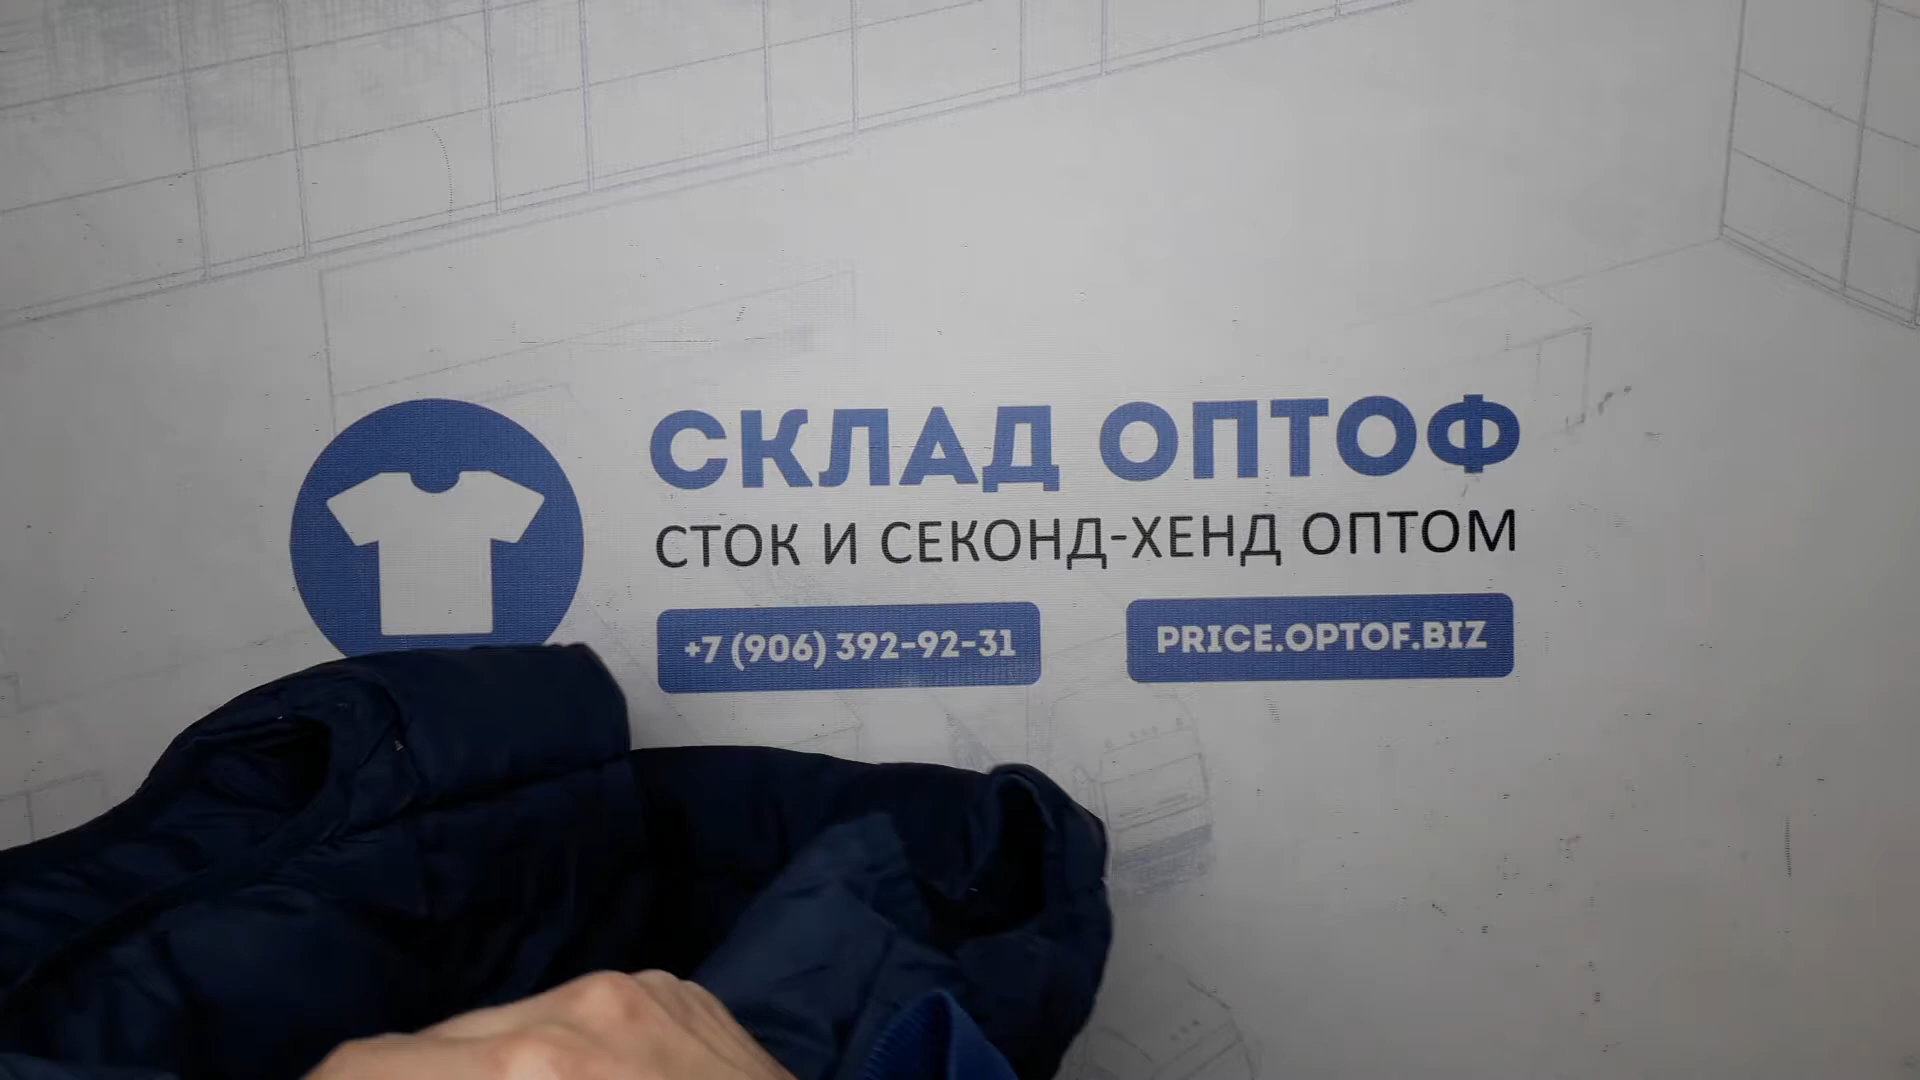 СКЛАД ОПТОФ
СТОК И СЕКОНД-ХЕНД ОПТОМ
+7 (906) 392-92-31
PRICE.OPTOF.BIZ